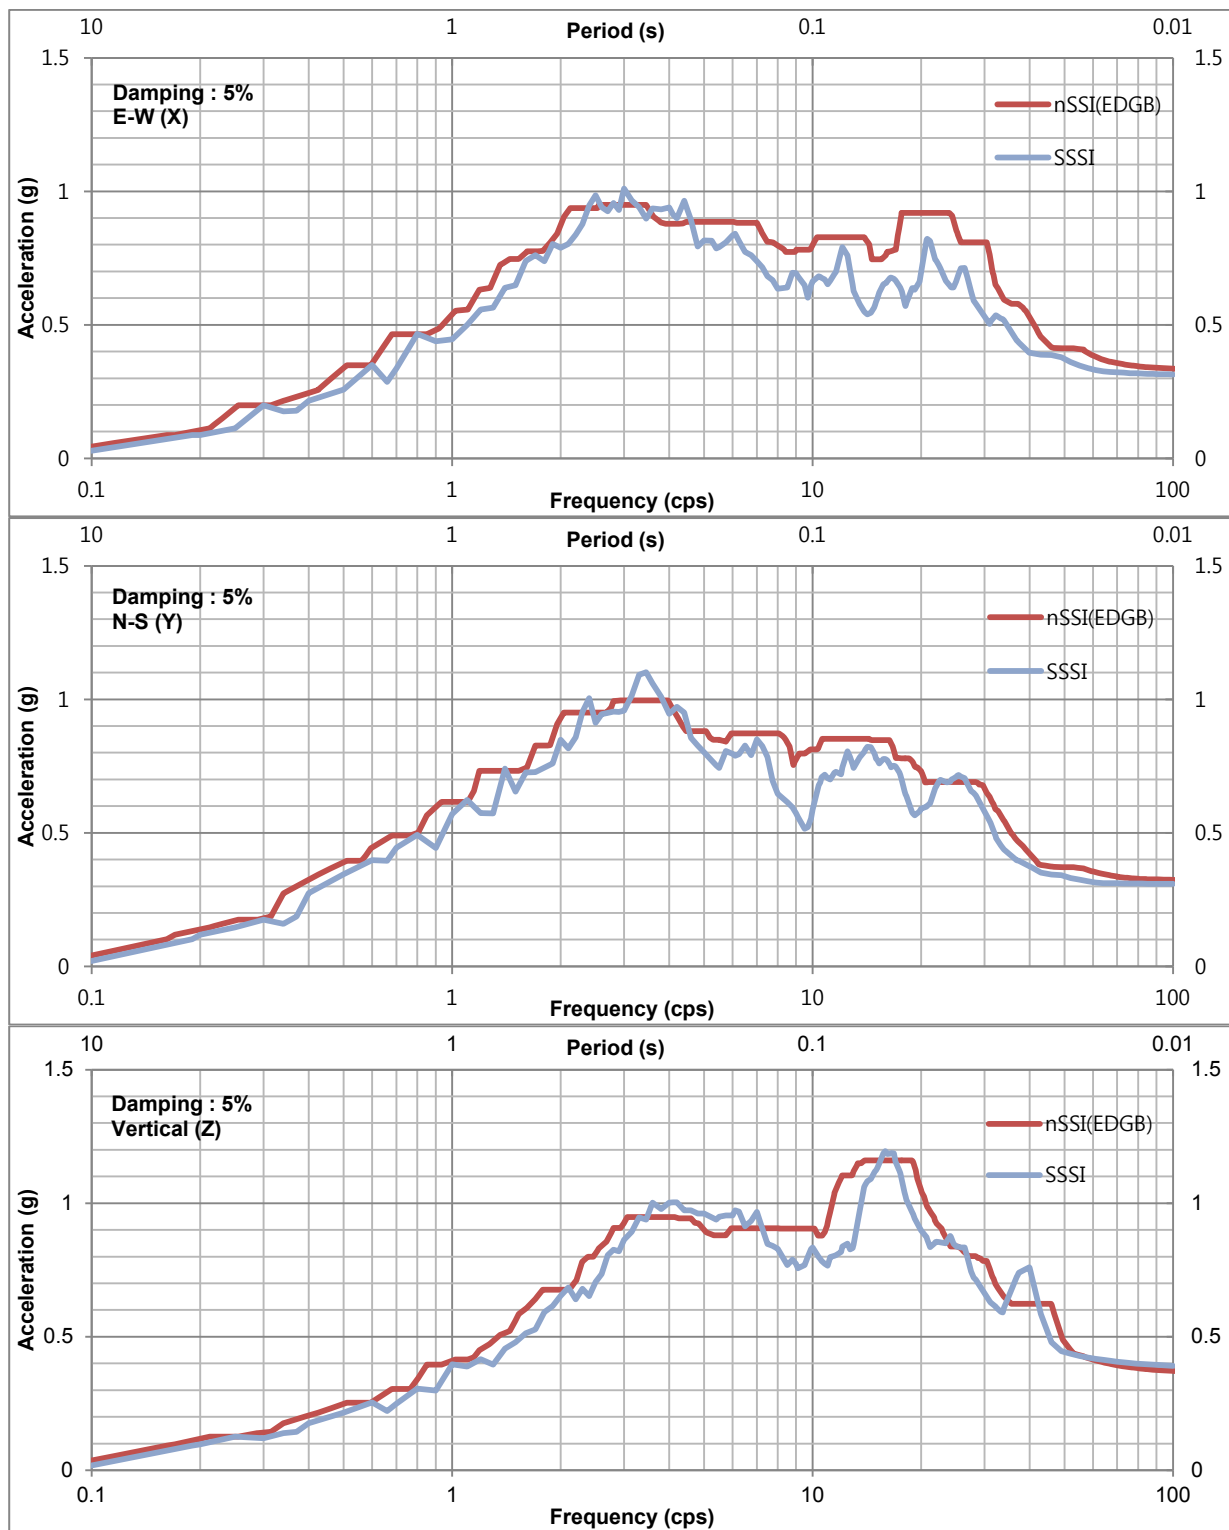 10 1 Period (s) 0.1 0.01
1.5 1.5
Damping : 5%
E-W (X)
nSSI(EDGB)
SSSI
1 1
Acceleration (g)
0.5 0.5
0 0
0.1 1 Frequency (cps) 10 100
10 1 Period (s) 0.1 0.01
1.5 1.5
Damping : 5%
N-S (Y)
nSSI(EDGB)
SSSI
1 1
Acceleration (g)
0.5 0.5
0 0
0.1 1 Frequency (cps) 10 100
10 1 Period (s) 0.1 0.01
1.5 1.5
Damping : 5%
Vertical (Z)
nSSI(EDGB)
SSSI
1 1
Acceleration (g)
0.5 0.5
0 0
0.1 1 Frequency (cps) 10 100